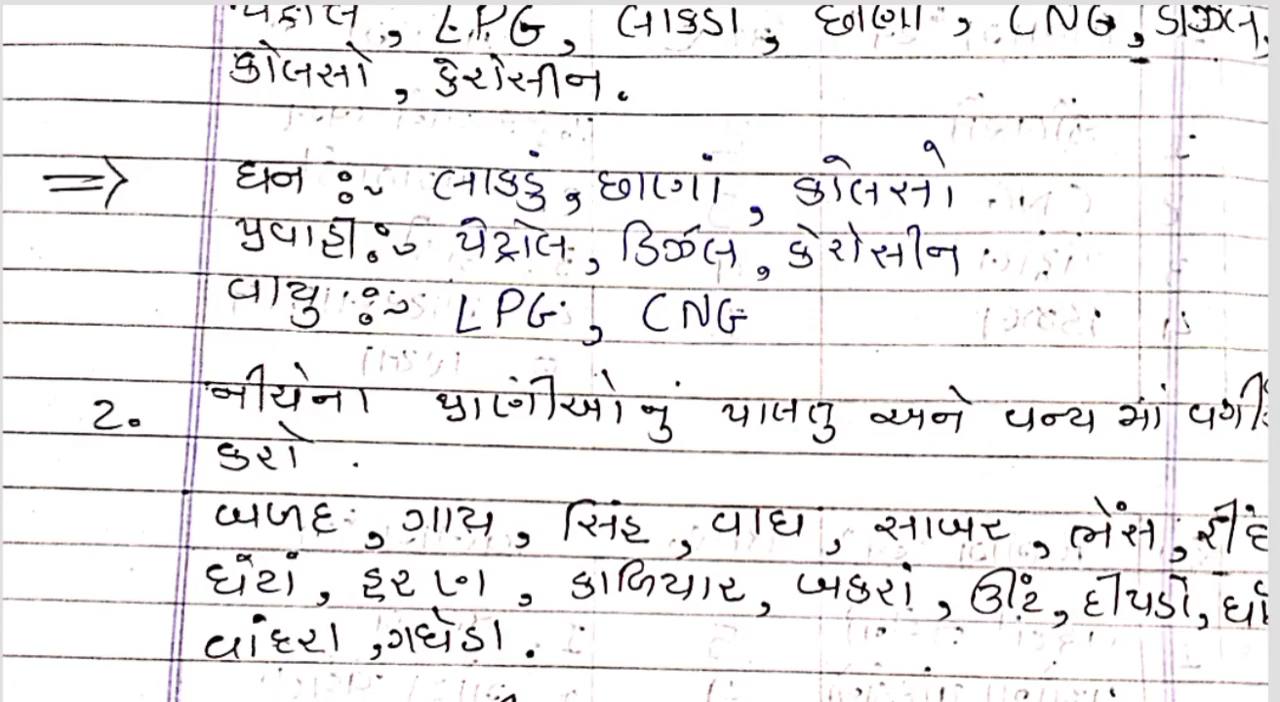 પેટ્રોલ, LPG, લાકડા, છાણા, CNG, ડીઝલ,
કોલસો, કેરોસીન.
⇒ ઘન :~ લાકડું, છાણાં, કોલસો
પ્રવાહી :~ પેટ્રોલ, ડિઝલ, કેરોસીન
વાયુ :~ LPG, CNG
2. નીચેના પ્રાણીઓનું પાલતુ અને વન્ય માં
કરો.
બળદ, ગાય, સિંહ, વાઘ, સાબર, ભેંસ,
ઘેંટાં, હરણ, કાળિયાર, બકરાં, ઊંટ, દીપડો,
વાંદરા, ગધેડા.